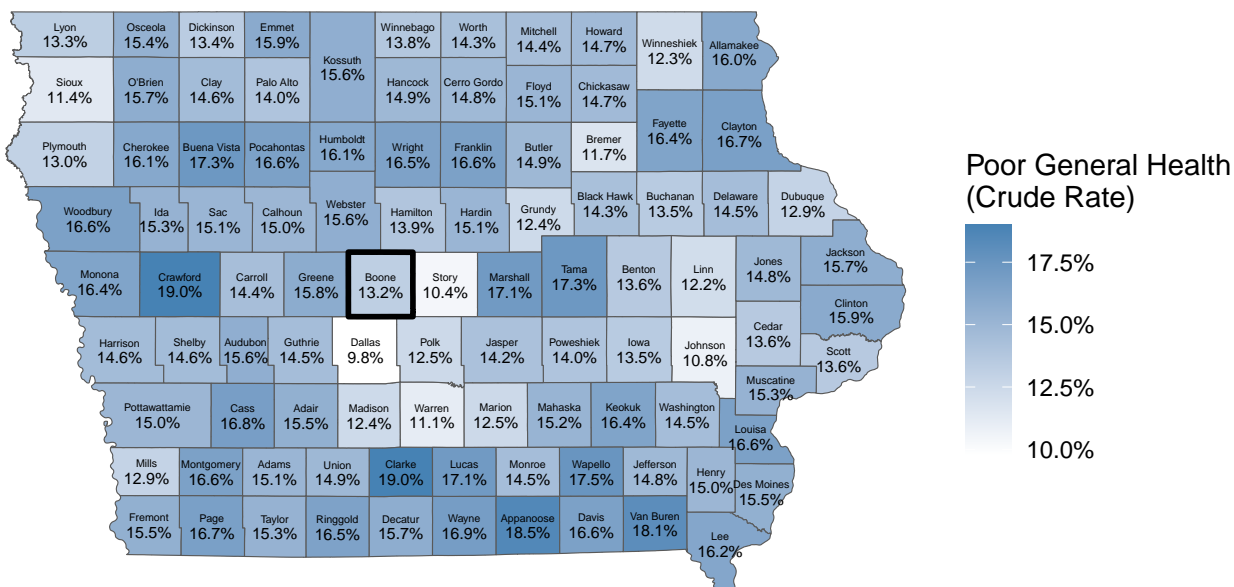 Lyon
13.3%
Osceola
15.4%
Dickinson
13.4%
Emmet
15.9%
Kossuth
15.6%
Winnebago
13.8%
Worth
14.3%
Mitchell
14.4%
Howard
14.7%
Winneshiek
12.3%
Allamakee
16.0%
Sioux
11.4%
O'Brien
15.7%
Clay
14.6%
Palo Alto
14.0%
Hancock
14.9%
Cerro Gordo
14.8%
Floyd
15.1%
Chickasaw
14.7%
Plymouth
13.0%
Cherokee
16.1%
Buena Vista
17.3%
Pocahontas
16.6%
Humboldt
16.1%
Wright
16.5%
Franklin
16.6%
Butler
14.9%
Bremer
11.7%
Fayette
16.4%
Clayton
16.7%
Woodbury
16.6%
Ida
15.3%
Sac
15.1%
Calhoun
15.0%
Webster
15.6%
Hamilton
13.9%
Hardin
15.1%
Grundy
12.4%
Black Hawk
14.3%
Buchanan
13.5%
Delaware
14.5%
Dubuque
12.9%
Monona
16.4%
Crawford
19.0%
Carroll
14.4%
Greene
15.8%
Boone
13.2%
Story
10.4%
Marshall
17.1%
Tama
17.3%
Benton
13.6%
Linn
12.2%
Jones
14.8%
Jackson
15.7%
Clinton
15.9%
Harrison
14.6%
Shelby
14.6%
Audubon
15.6%
Guthrie
14.5%
Dallas
9.8%
Polk
12.5%
Jasper
14.2%
Poweshiek
14.0%
Iowa
13.5%
Johnson
10.8%
Cedar
13.6%
Scott
13.6%
Muscatine
15.3%
Pottawattamie
15.0%
Cass
16.8%
Adair
15.5%
Madison
12.4%
Warren
11.1%
Marion
12.5%
Mahaska
15.2%
Keokuk
16.4%
Washington
14.5%
Louisa
16.6%
Mills
12.9%
Montgomery
16.6%
Adams
15.1%
Union
14.9%
Clarke
19.0%
Lucas
17.1%
Monroe
14.5%
Wapello
17.5%
Jefferson
14.8%
Henry
15.0%
Des Moines
15.5%
Fremont
15.5%
Page
16.7%
Taylor
15.3%
Ringgold
16.5%
Decatur
15.7%
Wayne
16.9%
Appanoose
18.5%
Davis
16.6%
Van Buren
18.1%
Lee
16.2%
Poor General Health
(Crude Rate)
17.5%
15.0%
12.5%
10.0%